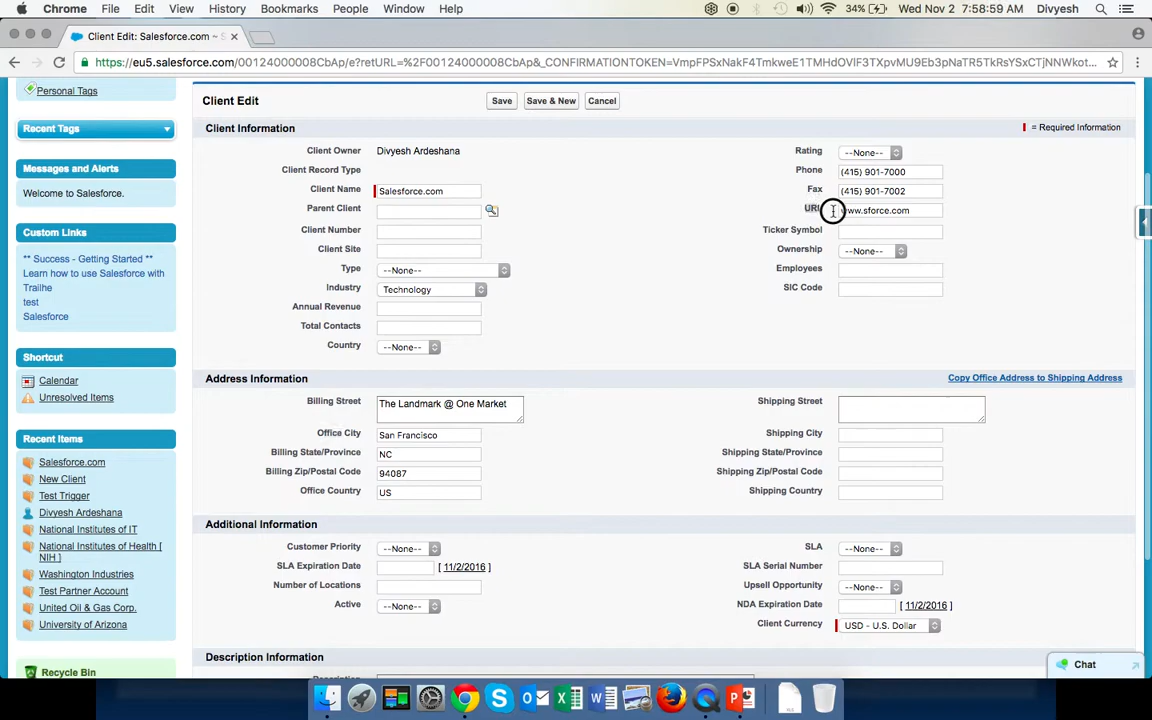 Chrome File Edit View History Bookmarks People Window Help 34% Wed Nov 2 7:58:59 AM Divyesh
Client Edit: Salesforce.com ~ S
https://eu5.salesforce.com/00124000008CbAp/e?retURL=%2F00124000008CbAp&_CONFIRMATIONTOKEN=VmpFPSxNakF4TmkweE1TMHdOVlF3TXpvMU9Eb3pNaTR5TkRsYSxCTjNNWkot...
Personal Tags
Recent Tags
Messages and Alerts
Welcome to Salesforce.
Custom Links
** Success - Getting Started **
Learn how to use Salesforce with
Trailhe
test
Salesforce
Shortcut
Calendar
Unresolved Items
Recent Items
Salesforce.com
New Client
Test Trigger
Divyesh Ardeshana
National Institutes of IT
National Institutes of Health [
NIH ]
Washington Industries
Test Partner Account
United Oil & Gas Corp.
University of Arizona
Recycle Bin
Client Edit Save Save & New Cancel
Client Information = Required Information
Client Owner Divyesh Ardeshana Rating --None--
Client Record Type Phone (415) 901-7000
Client Name Salesforce.com Fax (415) 901-7002
Parent Client www.sforce.com
Client Number Ticker Symbol
Client Site Ownership --None--
Type --None-- Employees
Industry Technology SIC Code
Annual Revenue
Total Contacts
Country --None--
Address Information Copy Office Address to Shipping Address
Billing Street The Landmark @ One Market Shipping Street
Office City San Francisco Shipping City
Billing State/Province NC Shipping State/Province
Billing Zip/Postal Code 94087 Shipping Zip/Postal Code
Office Country US Shipping Country
Additional Information
Customer Priority --None-- SLA --None--
SLA Expiration Date [ 11/2/2016 ] SLA Serial Number
Number of Locations Upsell Opportunity --None--
Active --None-- NDA Expiration Date [ 11/2/2016 ]
Client Currency USD - U.S. Dollar
Description Information
Chat